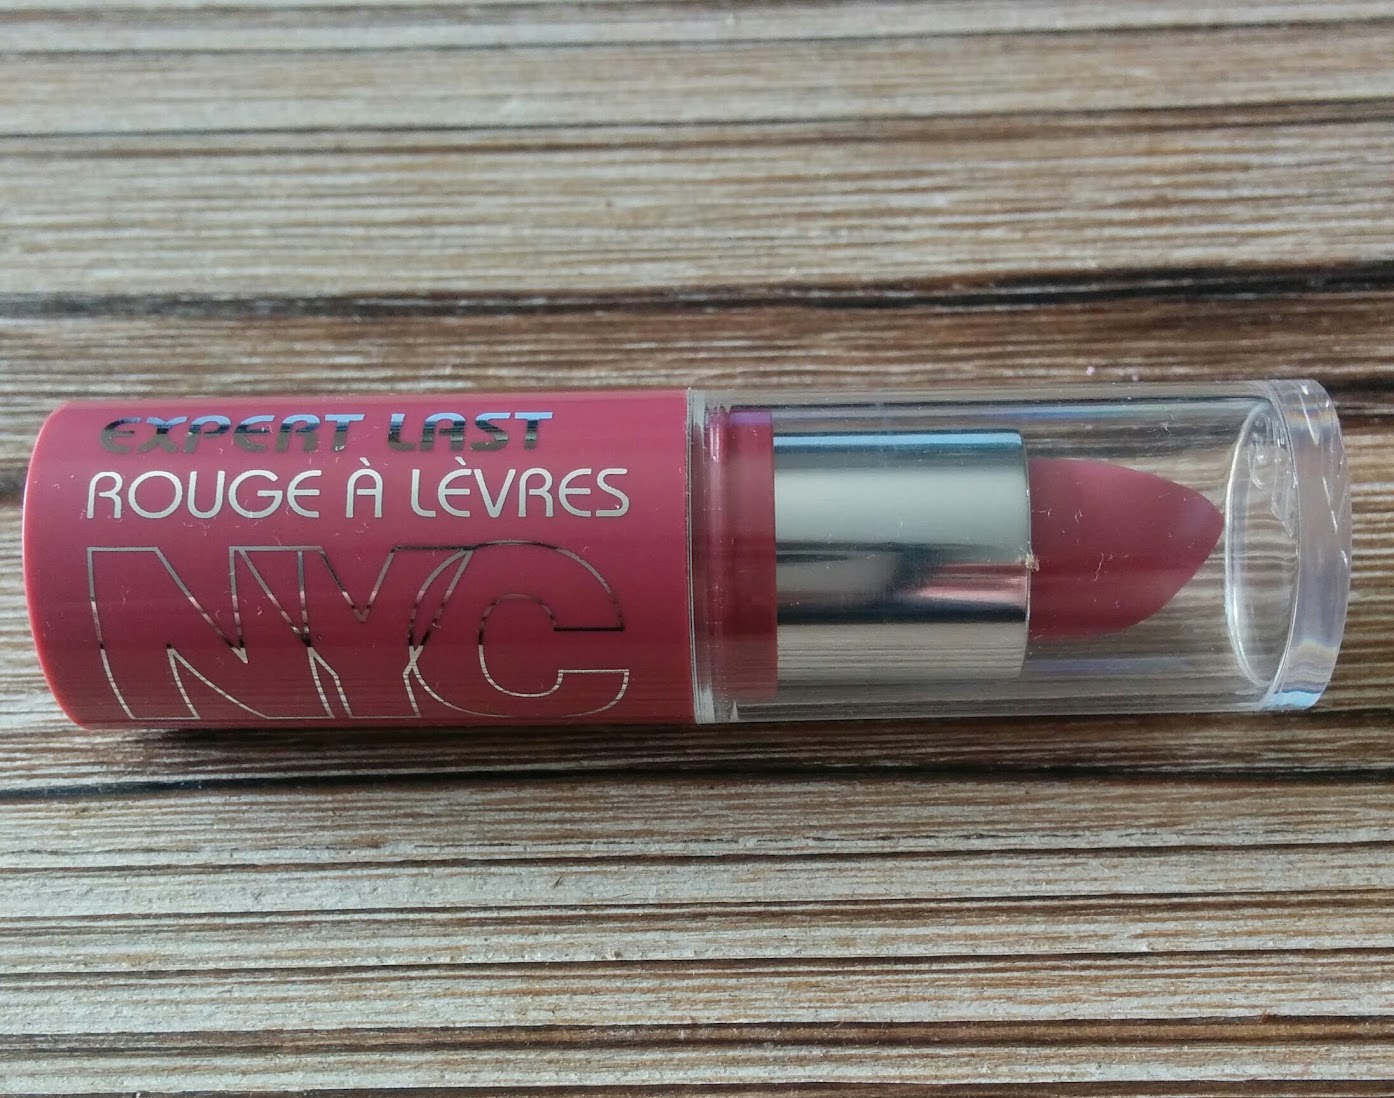 EXPERT LAST
ROUGE À LÈVRES
NYC